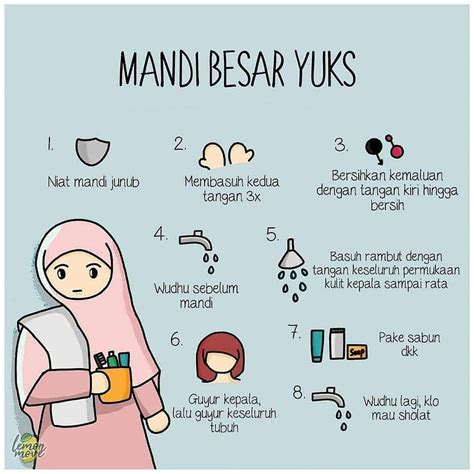 MANDI BESAR YUKS
1.
Niat mandi junub
2.
Membasuh kedua
tangan 3x
3.
Bersihkan kemaluan
dengan tangan kiri hingga
bersih
4.
Wudhu sebelum
mandi
5.
Basuh rambut dengan
tangan keseluruh permukaan
kulit kepala sampai rata
6.
Guyur kepala,
lalu guyur keseluruh
tubuh
7.
Soap
Pake sabun
dkk
8.
Wudhu lagi, klo
mau sholat
lemon
move